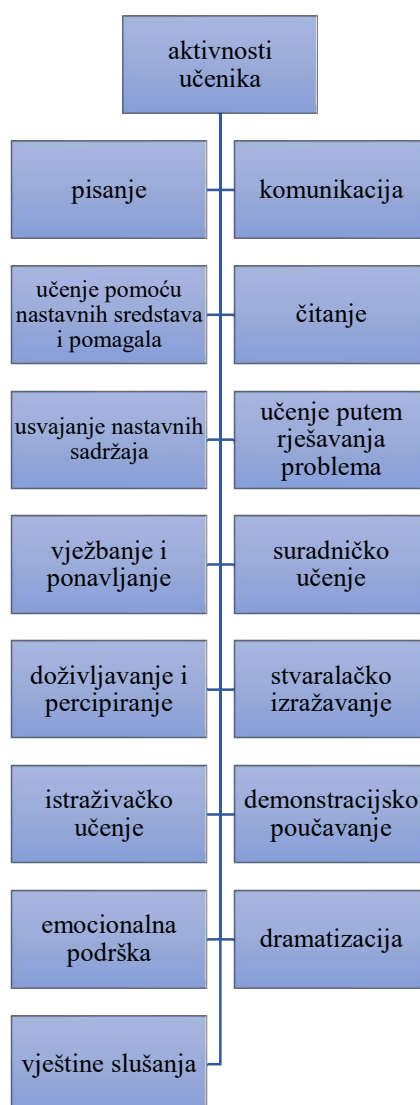 aktivnosti
učenika
pisanje
komunikacija
učenje pomoću
nastavnih sredstava
i pomagala
čitanje
usvajanje nastavnih
sadržaja
učenje putem
rješavanja
problema
vježbanje i
ponavljanje
suradničko
učenje
doživljavanje i
percipiranje
stvaralačko
izražavanje
istraživačko
učenje
demonstracijsko
poučavanje
emocionalna
podrška
dramatizacija
vještine slušanja